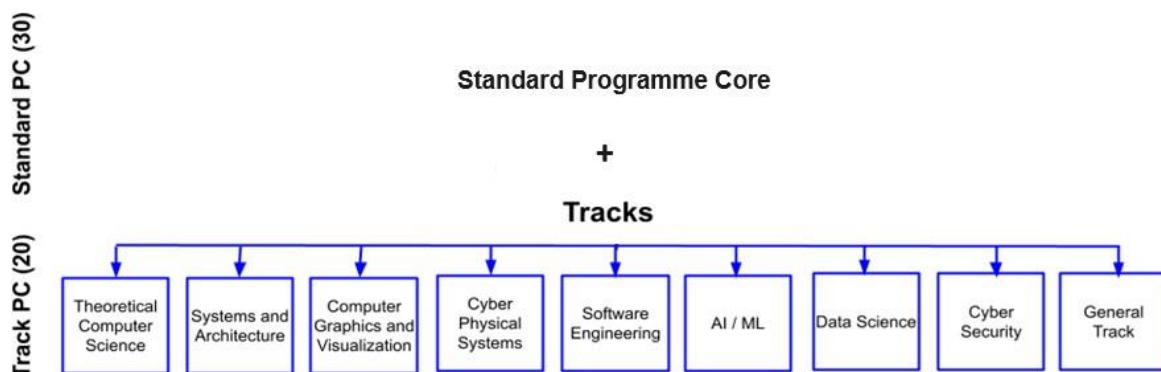 Standard PC (30)
Standard Programme Core
+
Tracks
Track PC (20)
Theoretical
Computer
Science
Systems and
Architecture
Computer
Graphics and
Visualization
Cyber
Physical
Systems
Software
Engineering
AI / ML
Data Science
Cyber
Security
General
Track